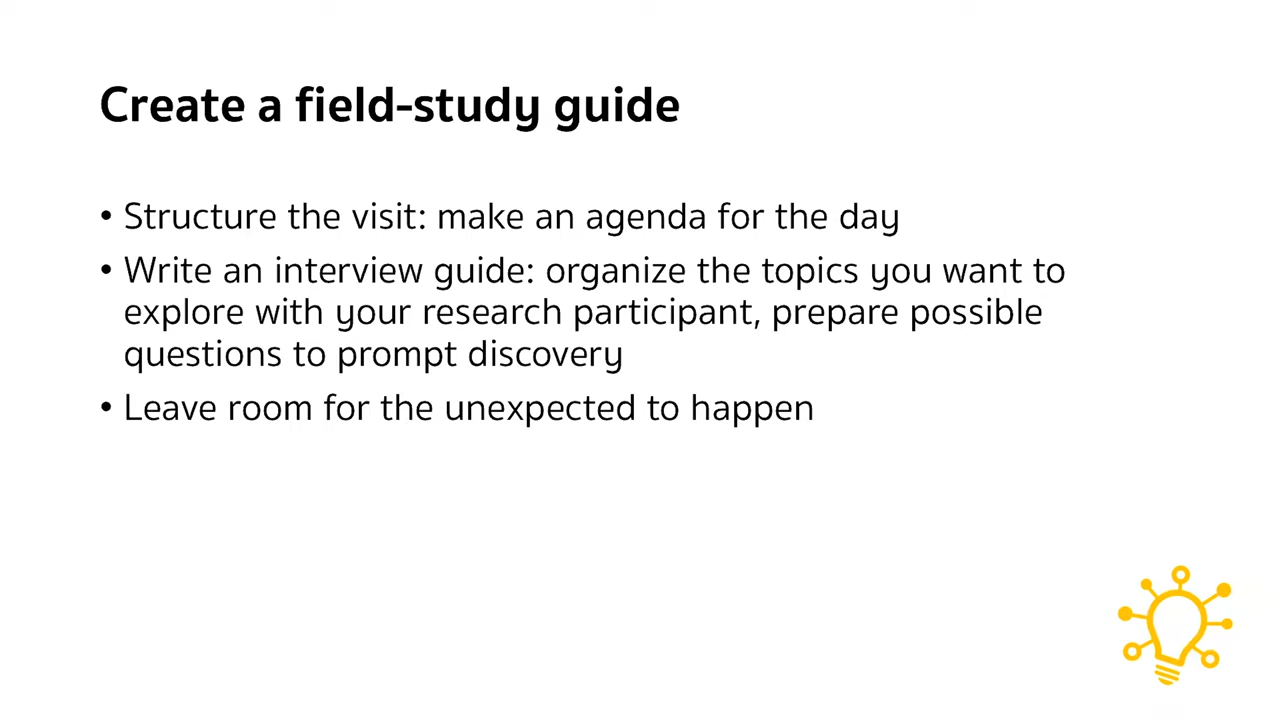 Create a field-study guide
• Structure the visit: make an agenda for the day
• Write an interview guide: organize the topics you want to
explore with your research participant, prepare possible
questions to prompt discovery
• Leave room for the unexpected to happen